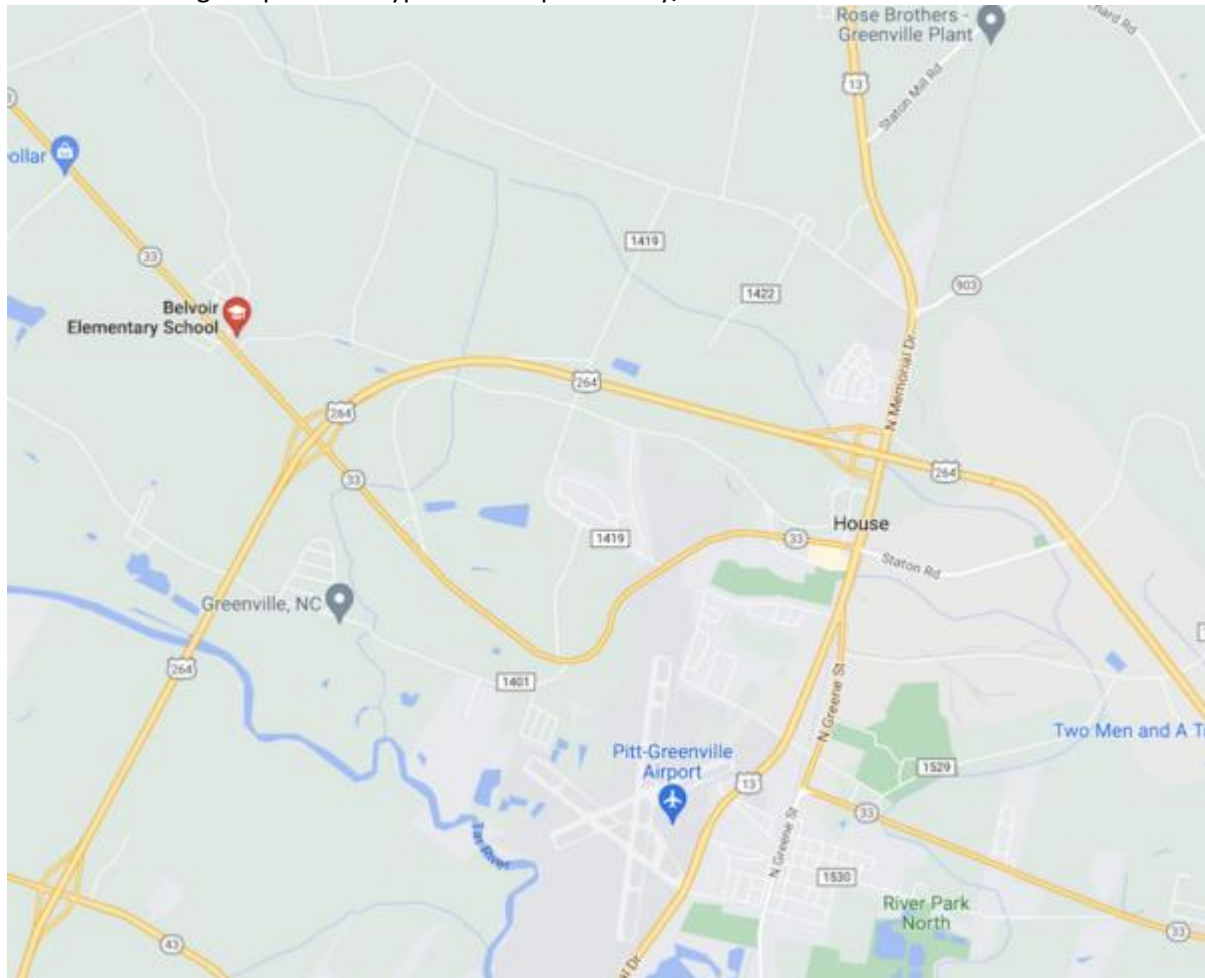 Rose Brothers -
Greenville Plant
13
Staton Mill Rd
33
Belvoir
Elementary School
1419
1422
903
N Memorial Dr
264
264
33
264
House
33
1419
Staton Rd
Greenville, NC
264
1401
N Greene St
Two Men and A
Pitt-Greenville
Airport
13
1529
33
Tar River
N Greene St
1530
River Park
North
33
43